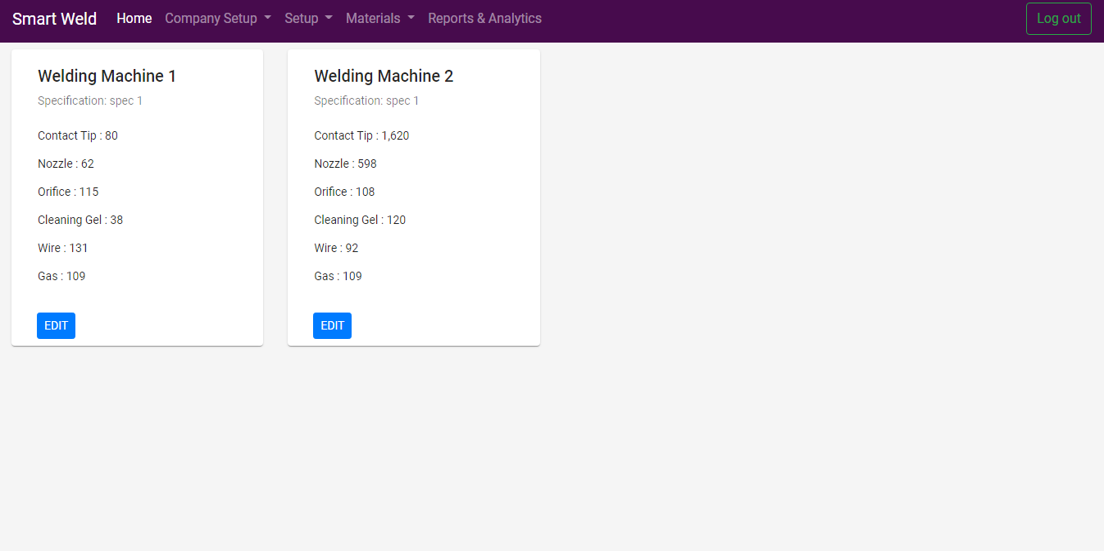 Smart Weld Home Company Setup Setup Materials Reports & Analytics Log out
Welding Machine 1
Specification: spec 1
Contact Tip : 80
Nozzle : 62
Orifice : 115
Cleaning Gel : 38
Wire : 131
Gas : 109
EDIT
Welding Machine 2
Specification: spec 1
Contact Tip : 1,620
Nozzle : 598
Orifice : 108
Cleaning Gel : 120
Wire : 92
Gas : 109
EDIT